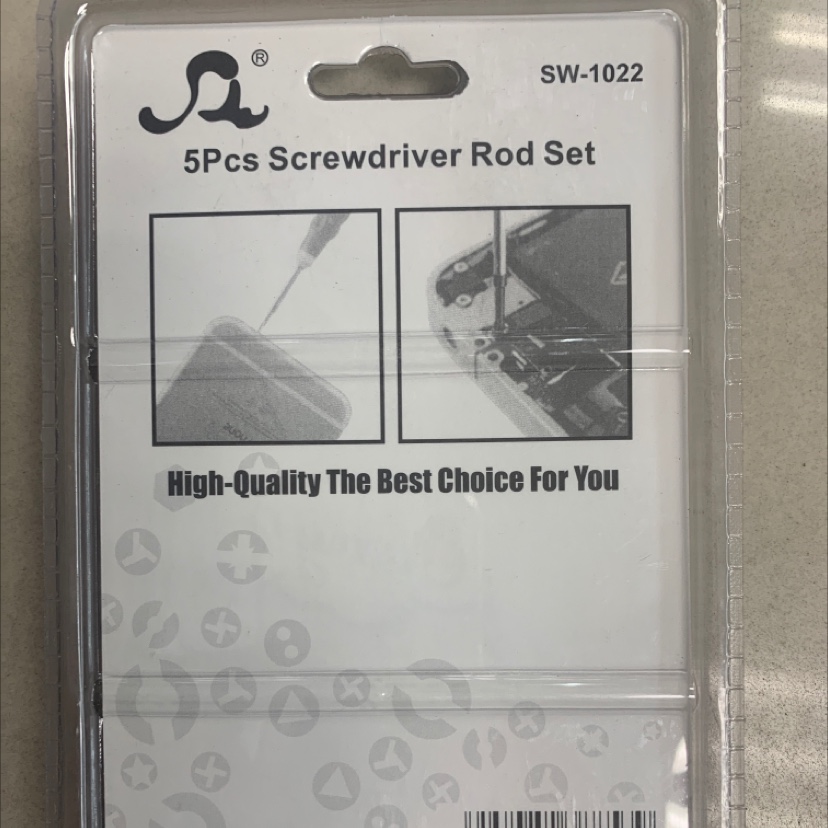 ®
SW-1022
5Pcs Screwdriver Rod Set
High-Quality The Best Choice For You